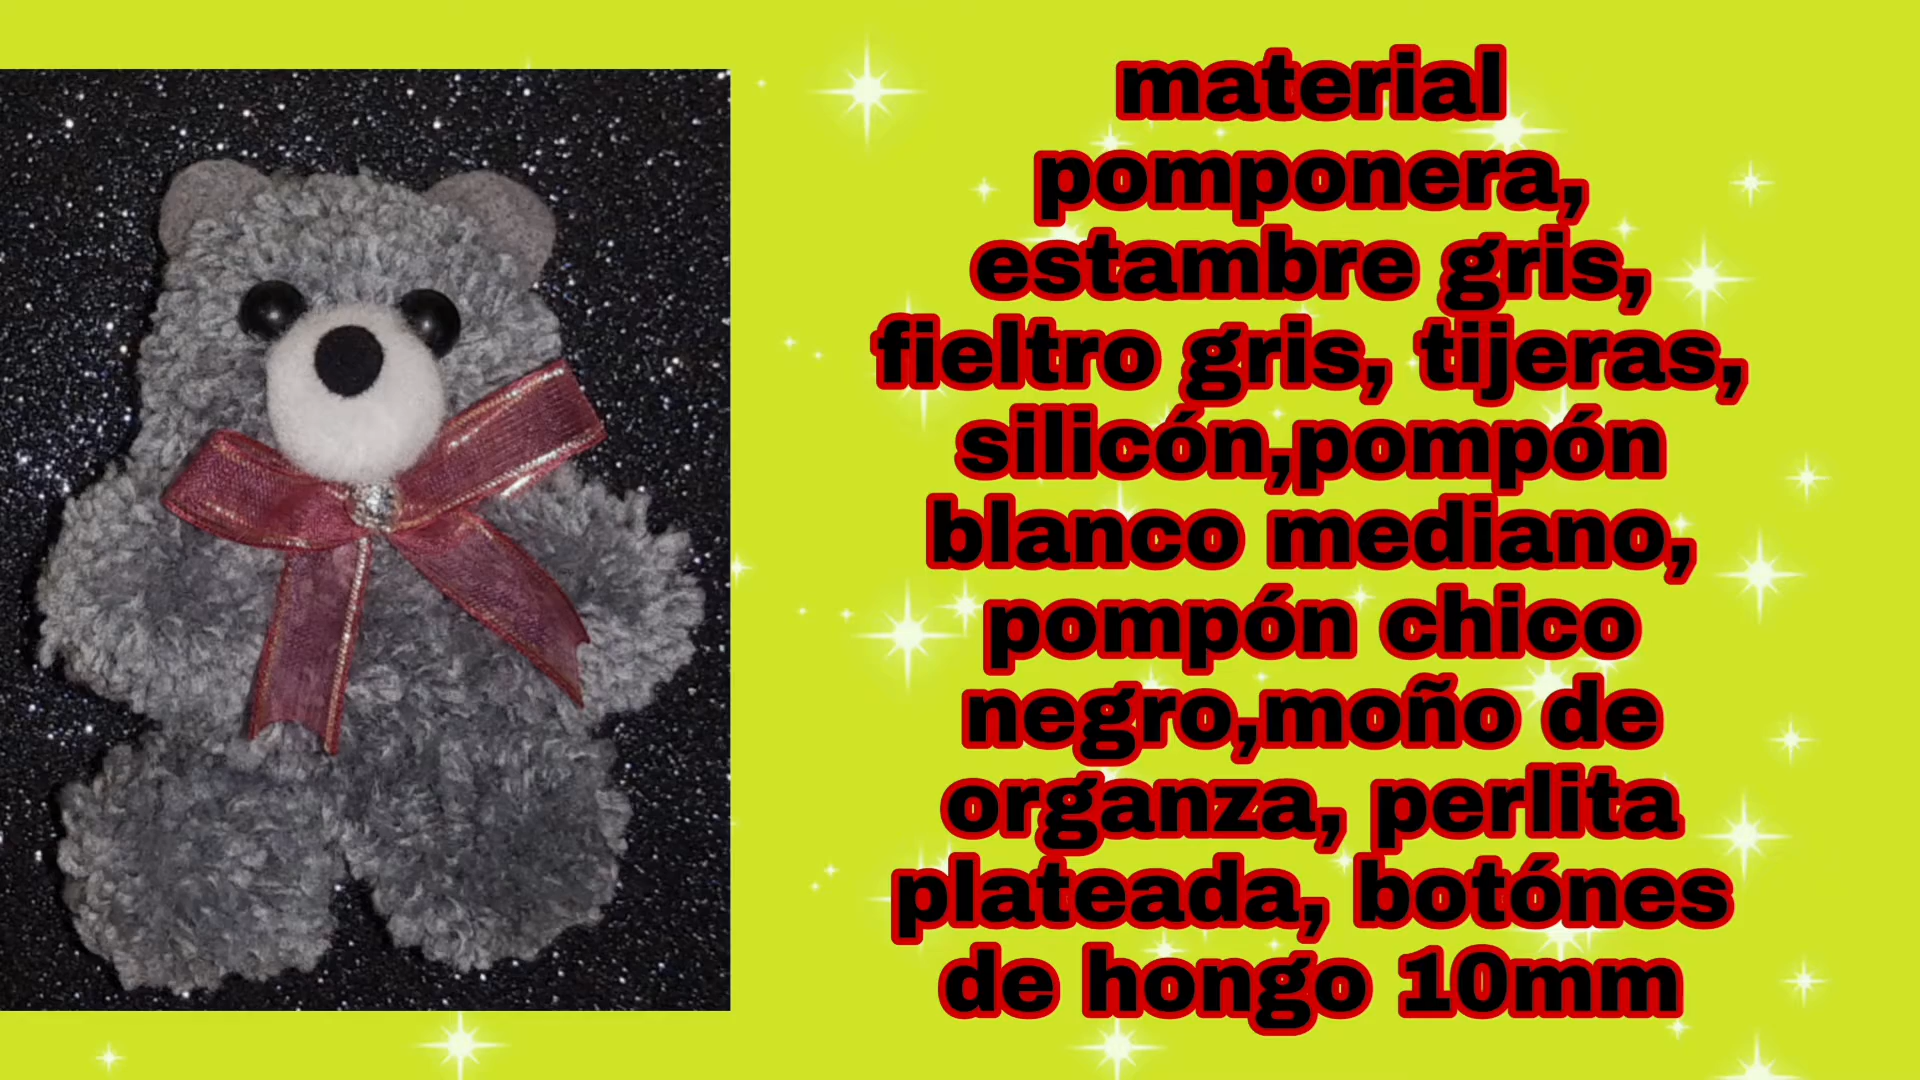 material
pomponera,
estambre gris,
fieltro gris, tijeras,
silicón,pompón
blanco mediano,
pompón chico
negro,moño de
organza, perlita
plateada, botónes
de hongo 10mm